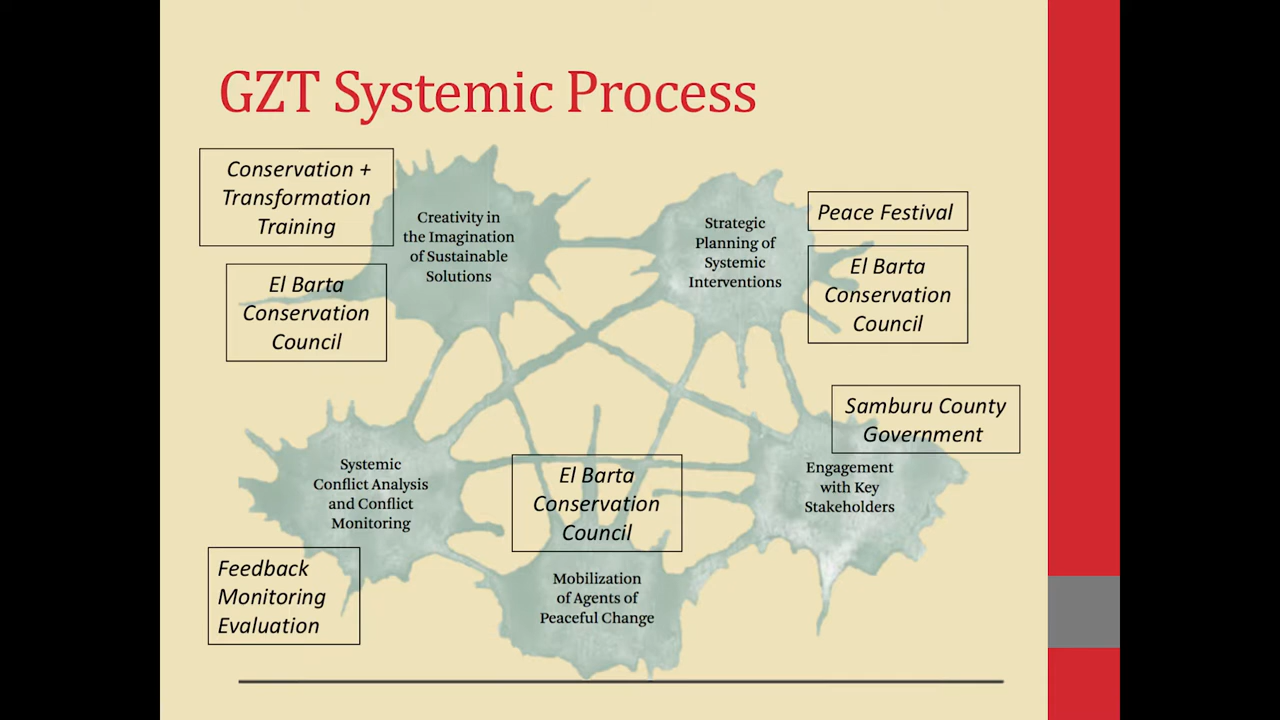 GZT Systemic Process
Conservation +
Transformation
Training
Creativity in
the Imagination
of Sustainable
Solutions
El Barta
Conservation
Council
Strategic
Planning of
Systemic
Interventions
Peace Festival
El Barta
Conservation
Council
Samburu County
Government
Engagement
with Key
Stakeholders
Systemic
Conflict Analysis
and Conflict
Monitoring
El Barta
Conservation
Council
Feedback
Monitoring
Evaluation
Mobilization
of Agents of
Peaceful Change